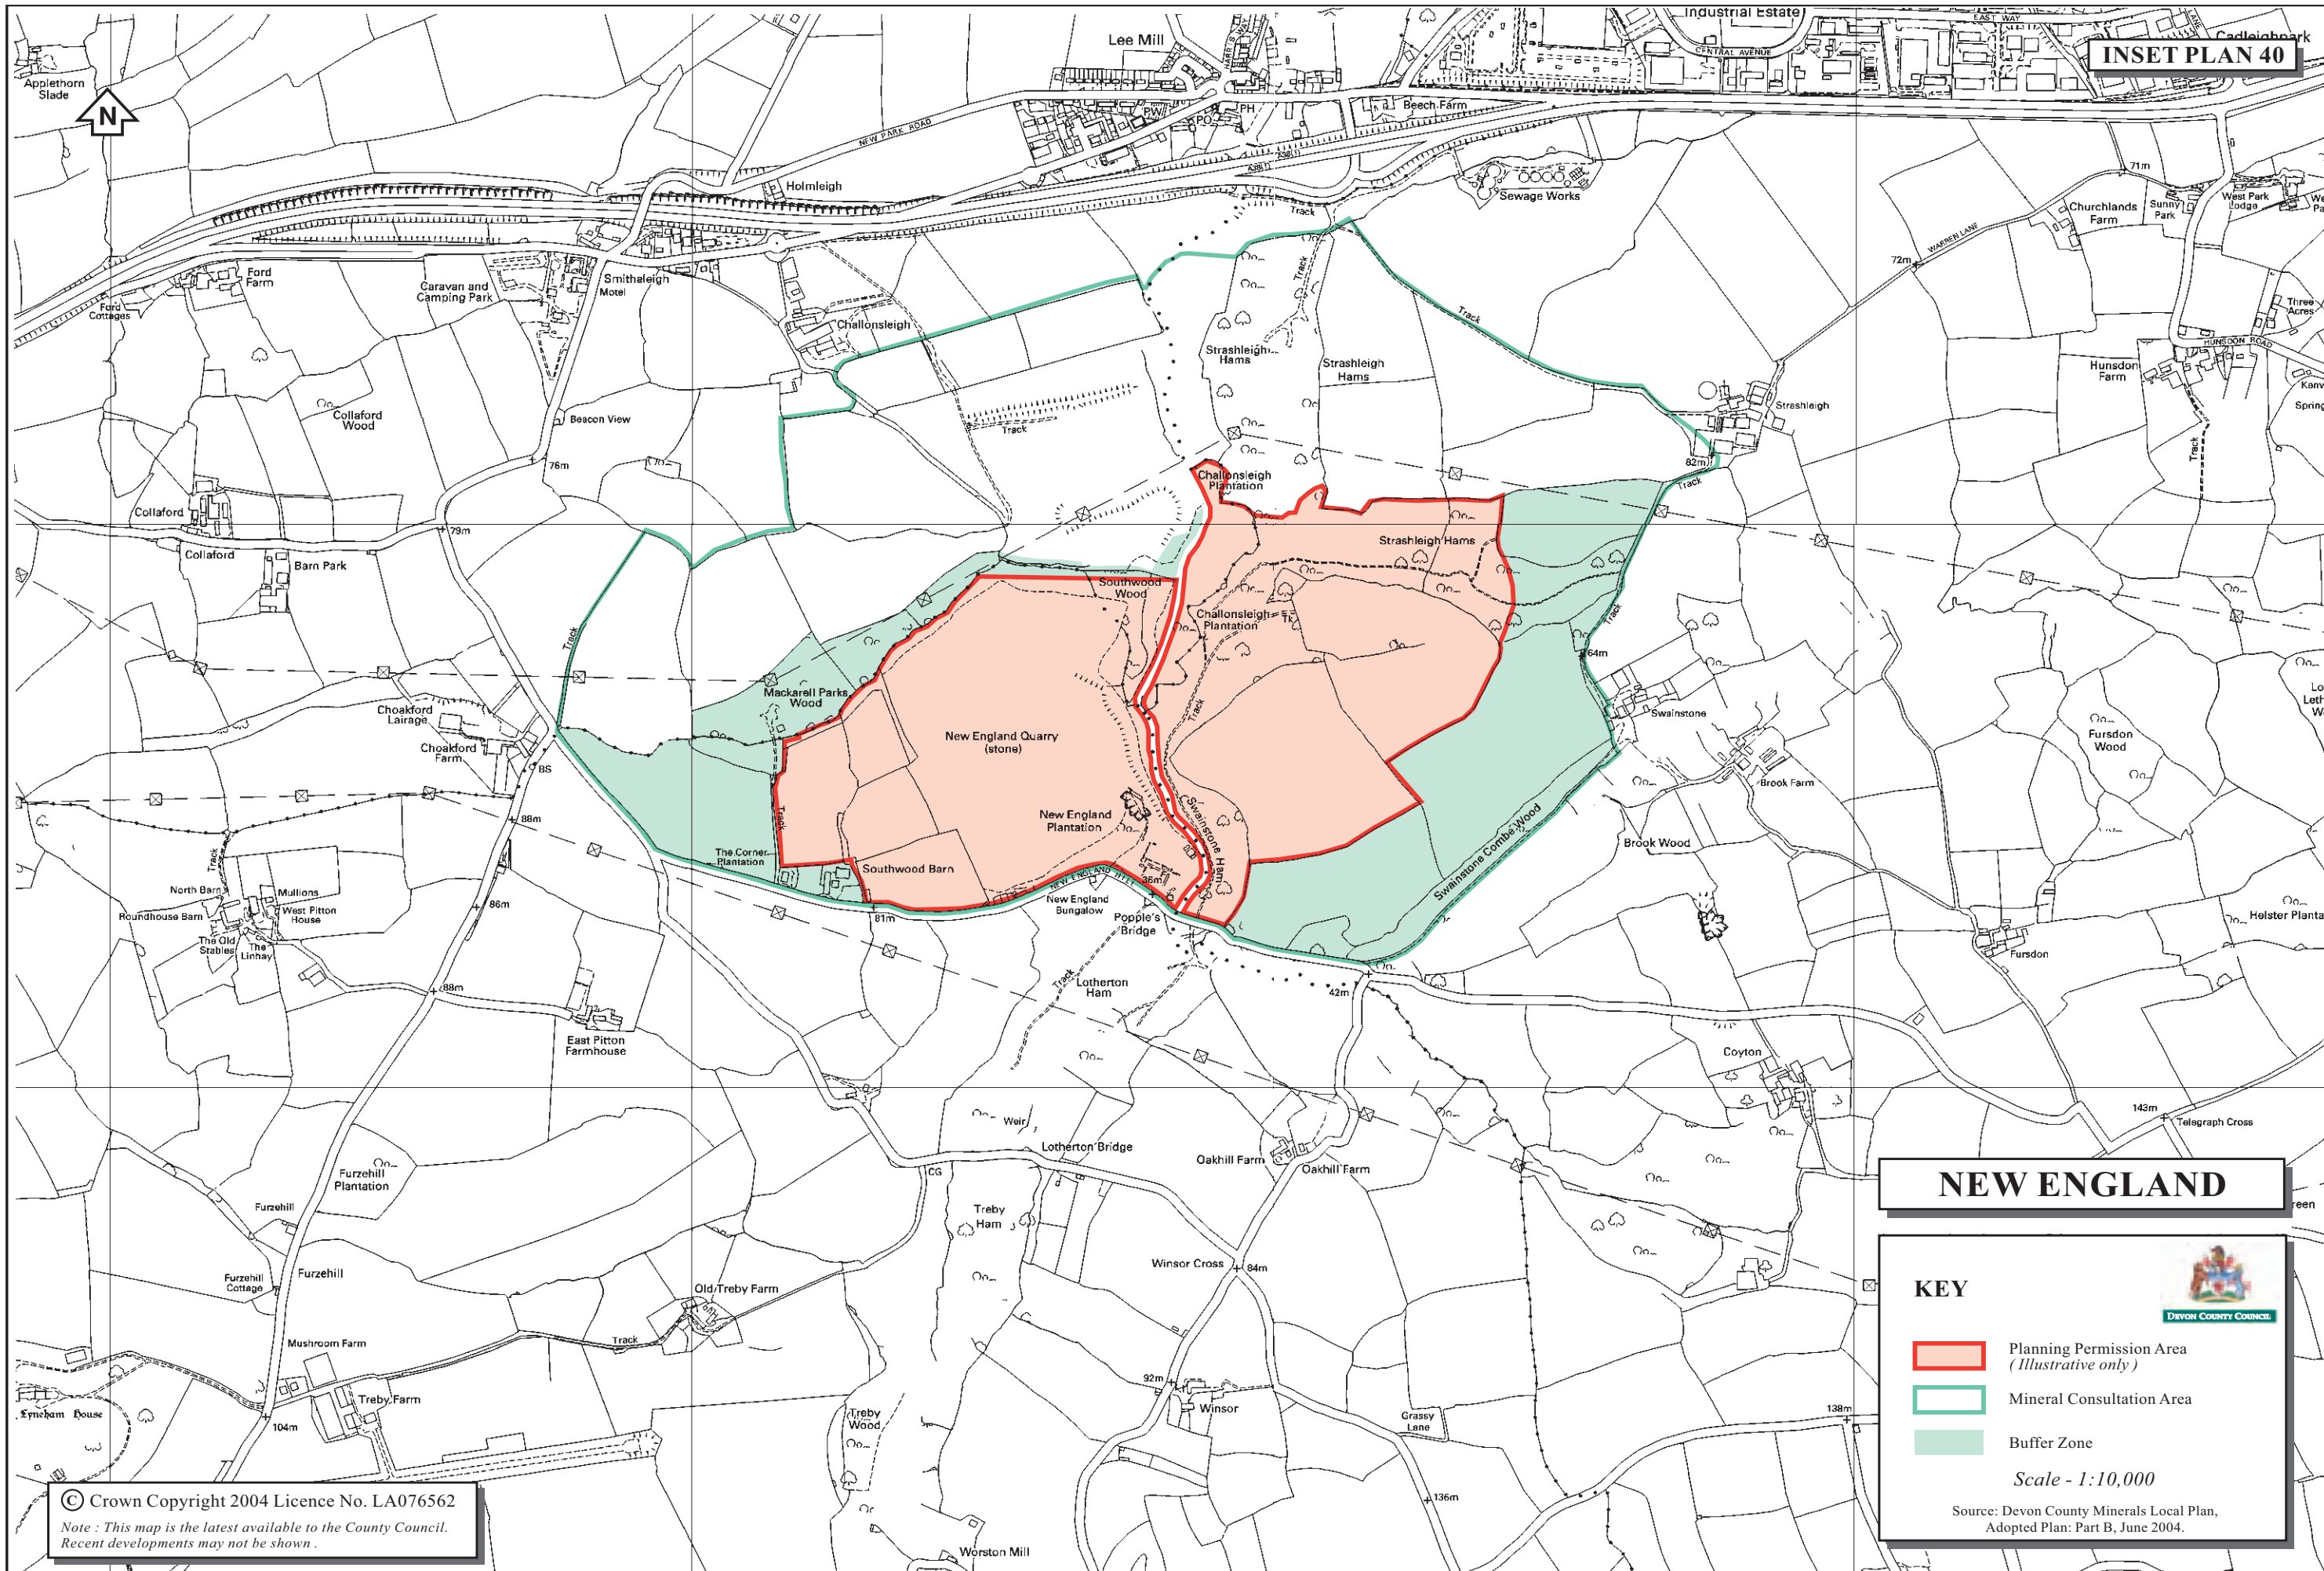 Industrial Estate
EAST WAY
Cadleighpark
INSET PLAN 40
Lee Mill
HARRIS WAY
CENTRAL AVENUE
Applethorn
Slade
N
NEW PARK ROAD
PW
PO
PH
Beech Farm
A38(T)
A38(T)
Holmleigh
Sewage Works
Track
71m
Churchlands
Farm
Sunny
Park
West Park
Lodge
WARREN LANE
72m
Ford
Farm
Ford
Cottages
Caravan and
Camping Park
Smithaleigh
Motel
Challonsleigh
Track
Track
Three
Acres
HUNSDON ROAD
Hunsdon
Farm
Strashleigh
Hams
Strashleigh
Hams
Strashleigh
Collaford
Wood
Beacon View
Track
Track
76m
82m
Track
Challonsleigh
Plantation
Collaford
Collaford
79m
Barn Park
Strashleigh Hams
Southwood
Wood
Challonsleigh
Plantation
Tk
Track
Track
64m
Mackarell Parks
Wood
Swainstone
Choakford
Lairage
Choakford
Farm
BS
New England Quarry
(stone)
Track
Fursdon
Wood
Brook Farm
88m
Track
New England
Plantation
Swainstone Ham
Swainstone Combe Wood
Brook Wood
The Corner
Plantation
Southwood Barn
Track
North Barn
Mullions
West Pitton
House
Roundhouse Barn
The Old
Stables
The
Linhay
86m
81m
NEW ENGLAND HILL
36m
New England
Bungalow
Popple's
Bridge
Helster Planta
Fursdon
Track
Lotherton
Ham
42m
88m
East Pitton
Farmhouse
Coyton
143m
Telegraph Cross
Weir
Lotherton Bridge
CG
Oakhill Farm
Oakhill Farm
Furzehill
Plantation
Furzehill
Treby
Ham
NEW ENGLAND
reen
Winsor Cross
84m
Furzehill
Cottage
Furzehill
Old Treby Farm
Track
Mushroom Farm
KEY
DEVON COUNTY COUNCIL
Planning Permission Area
( Illustrative only )
Mineral Consultation Area
Buffer Zone
Scale - 1:10,000
Source: Devon County Minerals Local Plan,
Adopted Plan: Part B, June 2004.
92m
Winsor
Grassy
Lane
138m
Treby Farm
Lyneham House
104m
Treby
Wood
136m
Worston Mill
© Crown Copyright 2004 Licence No. LA076562
Note : This map is the latest available to the County Council.
Recent developments may not be shown .